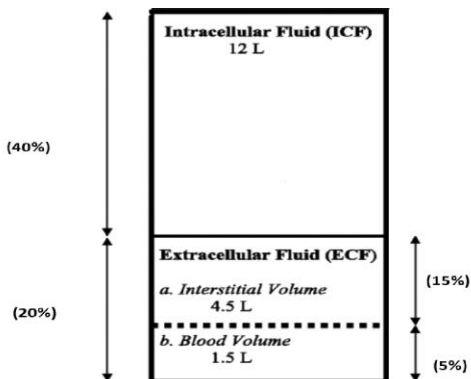 Intracellular Fluid (ICF)
12 L
(40%)
Extracellular Fluid (ECF)
a. Interstitial Volume
4.5 L
(15%)
(20%)
b. Blood Volume
1.5 L
(5%)